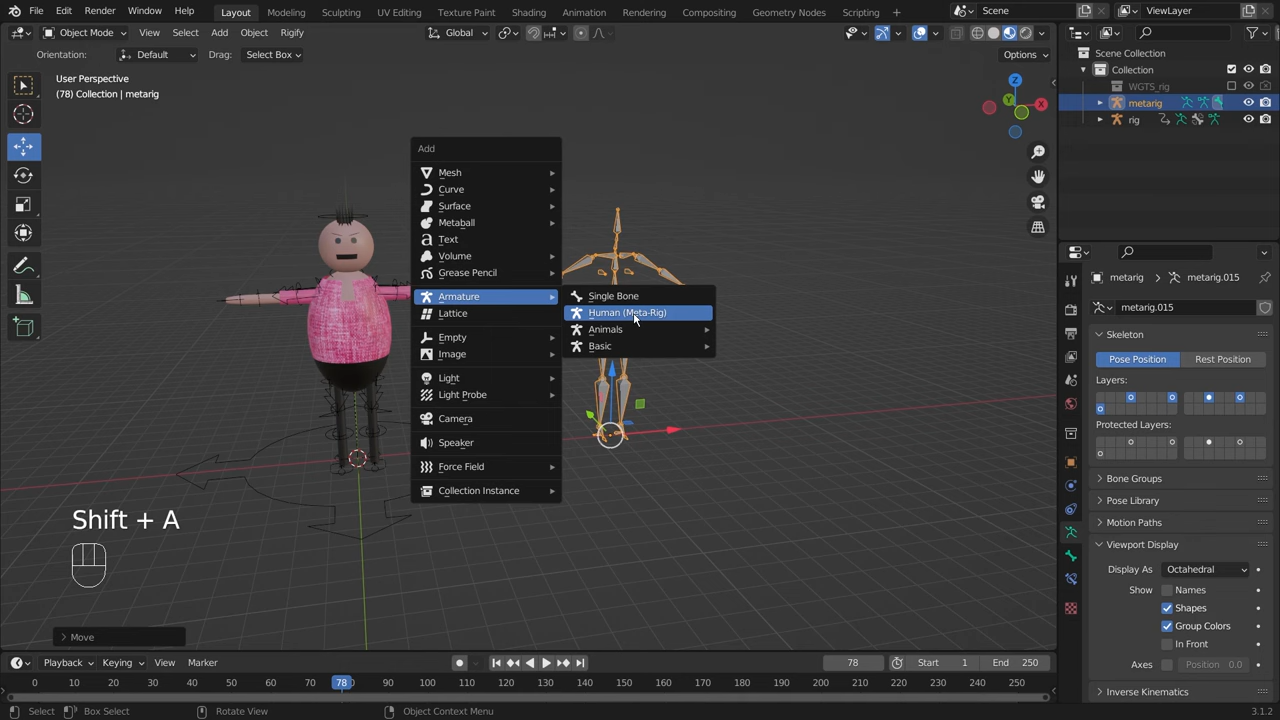 File Edit Render Window Help Layout Modeling Sculpting UV Editing Texture Paint Shading Animation Rendering Compositing Geometry Nodes Scripting + Scene ViewLayer
Object Mode View Select Add Object Rigify Global
Orientation: Default Drag: Select Box Options
User Perspective
(78) Collection | metarig
Z
Y
X
Add
Mesh
Curve
Surface
Metaball
Text
Volume
Grease Pencil
Armature
Lattice
Empty
Image
Light
Light Probe
Camera
Speaker
Force Field
Collection Instance
Single Bone
Human (Meta-Rig)
Animals
Basic
Shift + A
Move
Scene Collection
Collection
WGTS_rig
metarig
rig
metarig metarig.015
metarig.015
Skeleton
Pose Position Rest Position
Layers:
Protected Layers:
Bone Groups
Pose Library
Motion Paths
Viewport Display
Display As Octahedral
Show Names
Shapes
Group Colors
In Front
Axes Position 0.0
Inverse Kinematics
Playback Keying View Marker 78 Start 1 End 250
0 10 20 30 40 50 60 70 78 90 100 110 120 130 140 150 160 170 180 190 200 210 220 230 240 250
Select Box Select Rotate View Object Context Menu 3.1.2